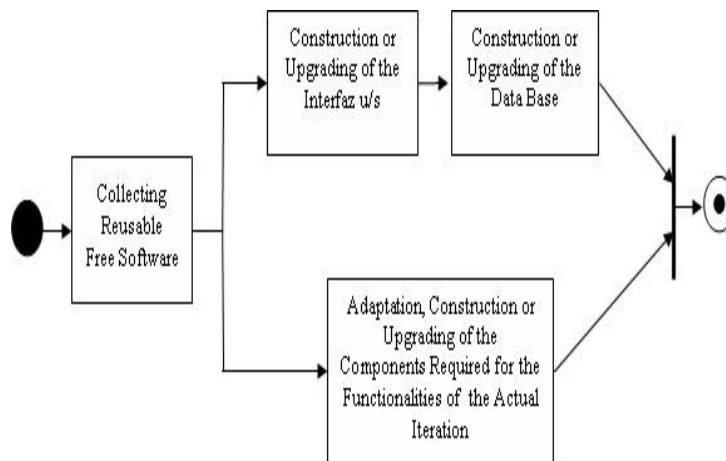 Construction or
Upgrading of the
Interfaz u/s
Construction or
Upgrading of the
Data Base
Collecting
Reusable
Free Software
Adaptation, Construction or
Upgrading of the
Components Required for the
Functionalities of the Actual
Iteration